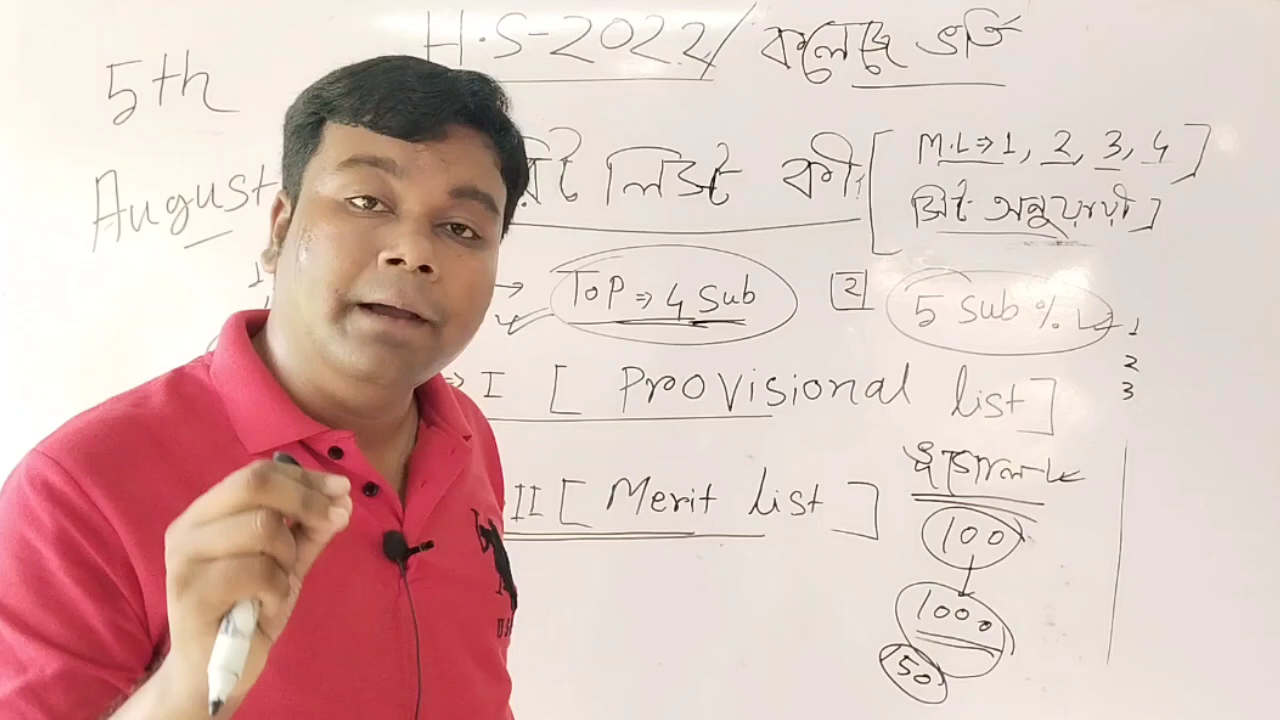 H.S-2022/ কলেজে ভর্তি
5th
August
লিস্ট কী [ M.L⇒1, 2, 3, 4 ]
সিট অনুযায়ী ]
→ TOP ⇒ 4 Sub
2 5 Sub %
1
2
3
⇒ I [ Provisional list ]
II [ Merit list ]
100
1000
50